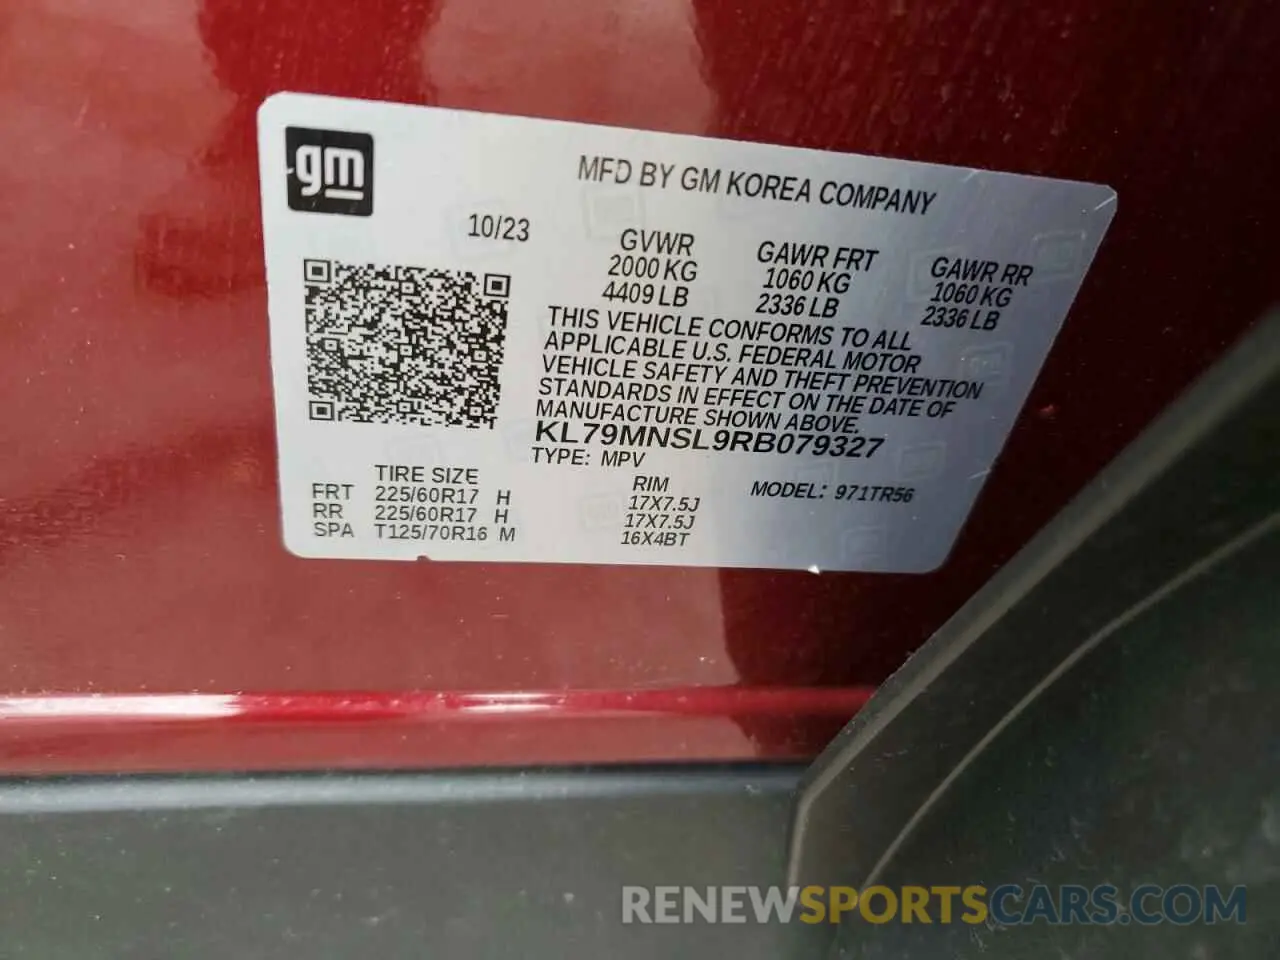 gm
MFD BY GM KOREA COMPANY
10/23
GVWR GAWR FRT GAWR RR
2000 KG 1060 KG 1060 KG
4409 LB 2336 LB 2336 LB
THIS VEHICLE CONFORMS TO ALL
APPLICABLE U.S. FEDERAL MOTOR
VEHICLE SAFETY AND THEFT PREVENTION
STANDARDS IN EFFECT ON THE DATE OF
MANUFACTURE SHOWN ABOVE.
KL79MNSL9RB079327
TYPE: MPV
TIRE SIZE RIM MODEL: 971TR56
FRT 225/60R17 H 17X7.5J
RR 225/60R17 H 17X7.5J
SPA T125/70R16 M 16X4BT
RENEWSPORTSCARS.COM